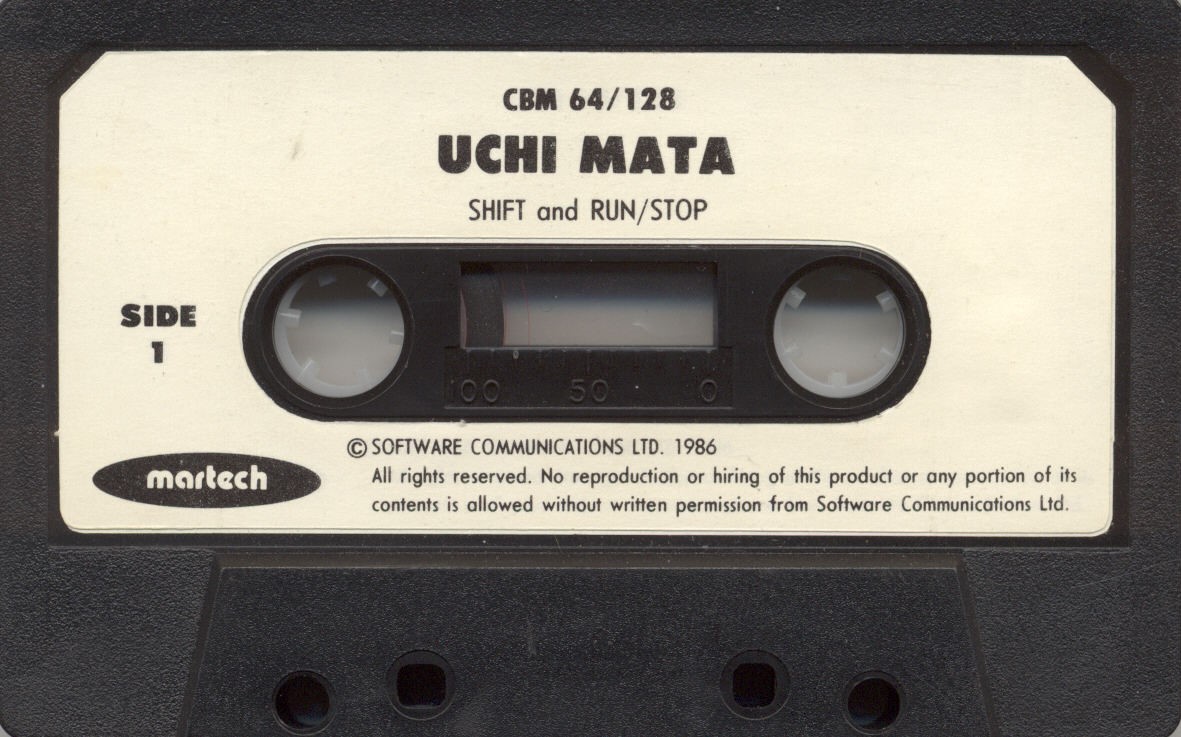 CBM 64/128
UCHI MATA
SHIFT and RUN/STOP
SIDE
1
100 50 0
© SOFTWARE COMMUNICATIONS LTD. 1986
martech
All rights reserved. No reproduction or hiring of this product or any portion of its
contents is allowed without written permission from Software Communications Ltd.